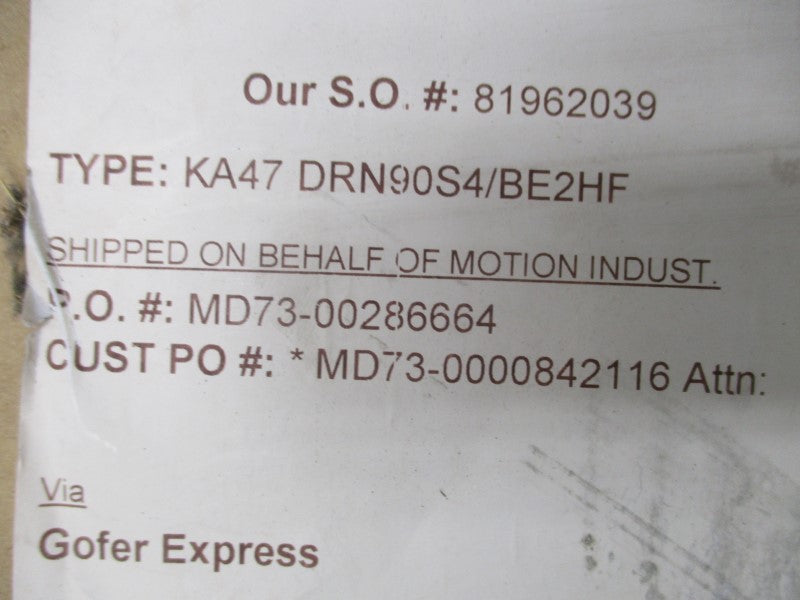 Our S.O. #: 81962039
TYPE: KA47 DRN90S4/BE2HF
SHIPPED ON BEHALF OF MOTION INDUST.
P.O. #: MD73-00286664
CUST PO #: * MD73-0000842116 Attn:
Via
Gofer Express